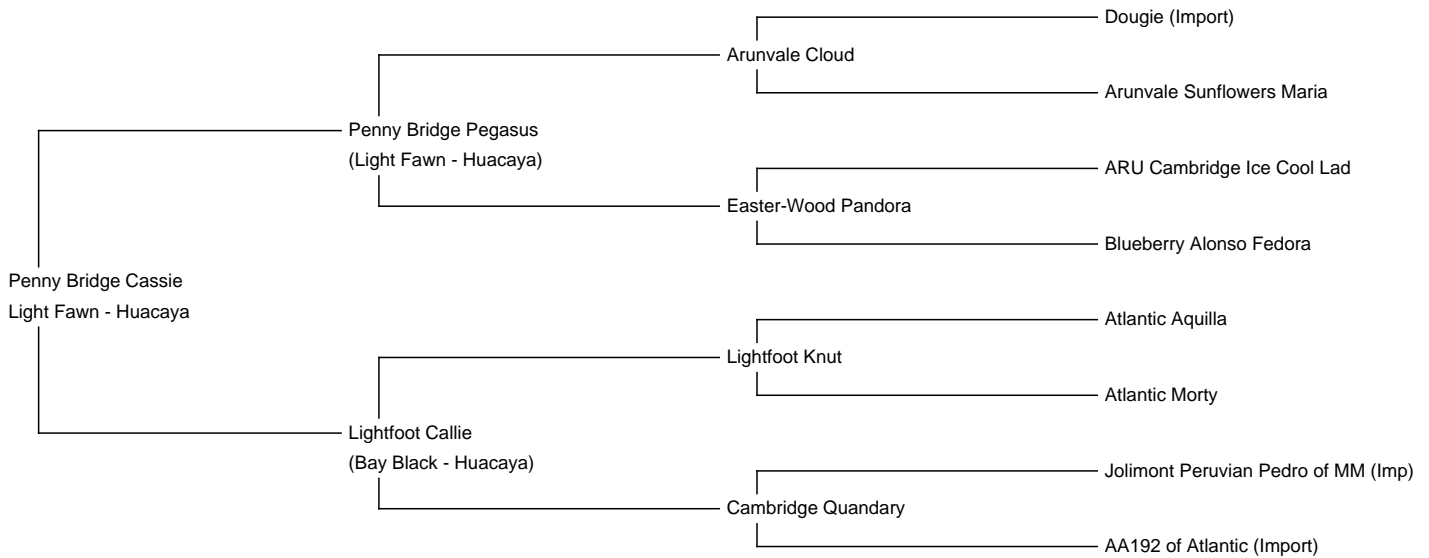 Dougie (Import)
Arunvale Cloud
Arunvale Sunflowers Maria
Penny Bridge Pegasus
(Light Fawn - Huacaya)
ARU Cambridge Ice Cool Lad
Easter-Wood Pandora
Blueberry Alonso Fedora
Penny Bridge Cassie
Light Fawn - Huacaya
Atlantic Aquilla
Lightfoot Knut
Atlantic Morty
Lightfoot Callie
(Bay Black - Huacaya)
Jolimont Peruvian Pedro of MM (Imp)
Cambridge Quandary
AA192 of Atlantic (Import)